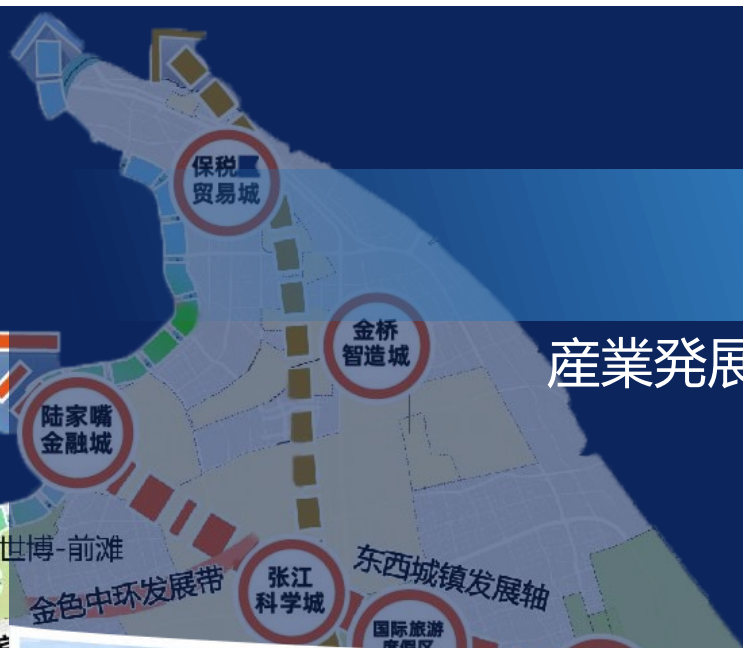 保税
贸易城
金桥
智造城
産業発展
陆家嘴
金融城
世博-前滩
金色中环发展带
张江
科学城
东西城镇发展轴
国际旅游
度假区